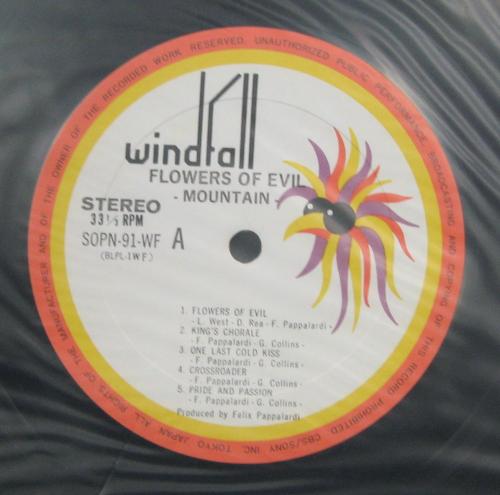 windfall
FLOWERS OF EVIL
- MOUNTAIN -
STEREO
33 1/3 RPM
SOPN-91-WF A
(BLPL-1WF)
1. FLOWERS OF EVIL
- L. West - D. Rea - F. Pappalardi -
2. KING'S CHORALE
- F. Pappalardi - G. Collins -
3. ONE LAST COLD KISS
- F. Pappalardi - G. Collins -
4. CROSSROADER
- F. Pappalardi - G. Collins -
5. PRIDE AND PASSION
- F. Pappalardi - G. Collins -
Produced by Felix Pappalardi
ALL RIGHTS OF THE MANUFACTURER AND OF THE OWNER OF THE RECORDED WORK RESERVED. UNAUTHORIZED PUBLIC PERFORMANCE, BROADCASTING AND COPYING OF THIS RECORD PROHIBITED. CBS/SONY INC. TOKYO JAPAN